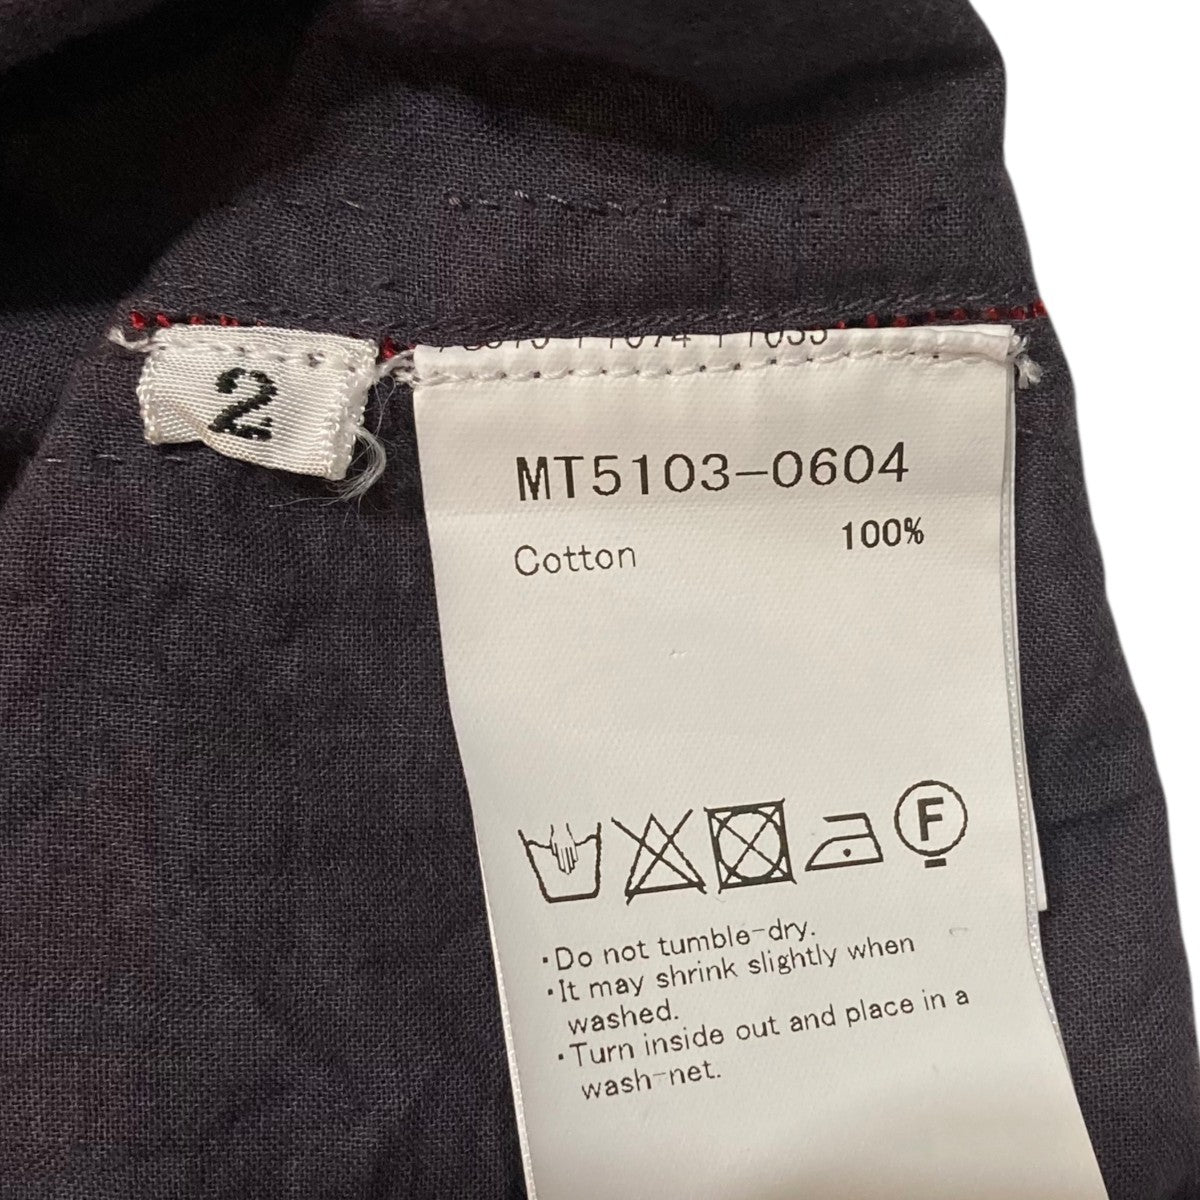 2
MT5103-0604
Cotton 100%
F
·Do not tumble-dry.
·It may shrink slightly when
washed.
·Turn inside out and place in a
wash-net.